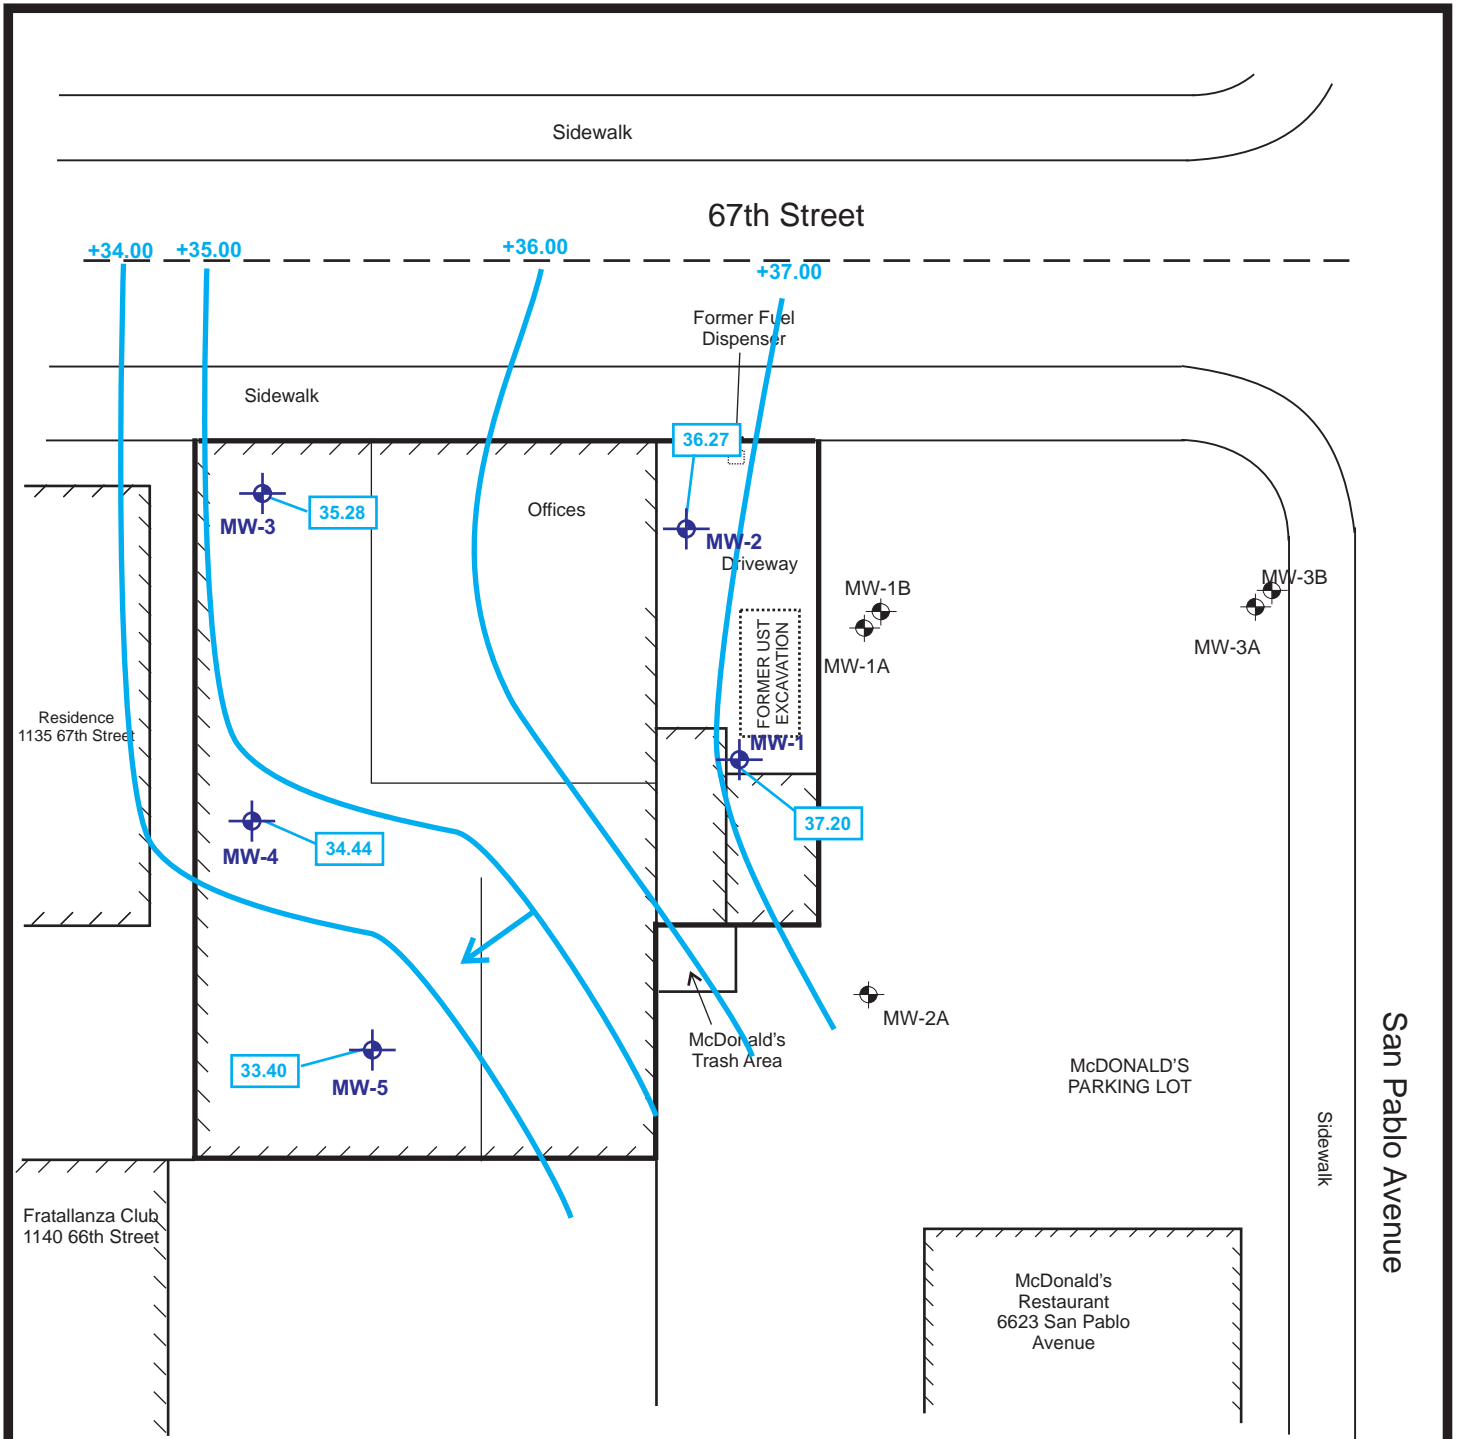 Sidewalk
67th Street
+34.00
+35.00
+36.00
+37.00
Former Fuel
Dispenser
Sidewalk
36.27
35.28
MW-3
Offices
MW-2
Driveway
MW-1B
MW-3B
MW-1A
MW-3A
FORMER UST
EXCAVATION
Residence
1135 67th Street
MW-1
37.20
34.44
MW-4
MW-2A
McDonald's
Trash Area
33.40
MW-5
McDONALD'S
PARKING LOT
San Pablo Avenue
Sidewalk
Fratallanza Club
1140 66th Street
McDonald's
Restaurant
6623 San Pablo
Avenue